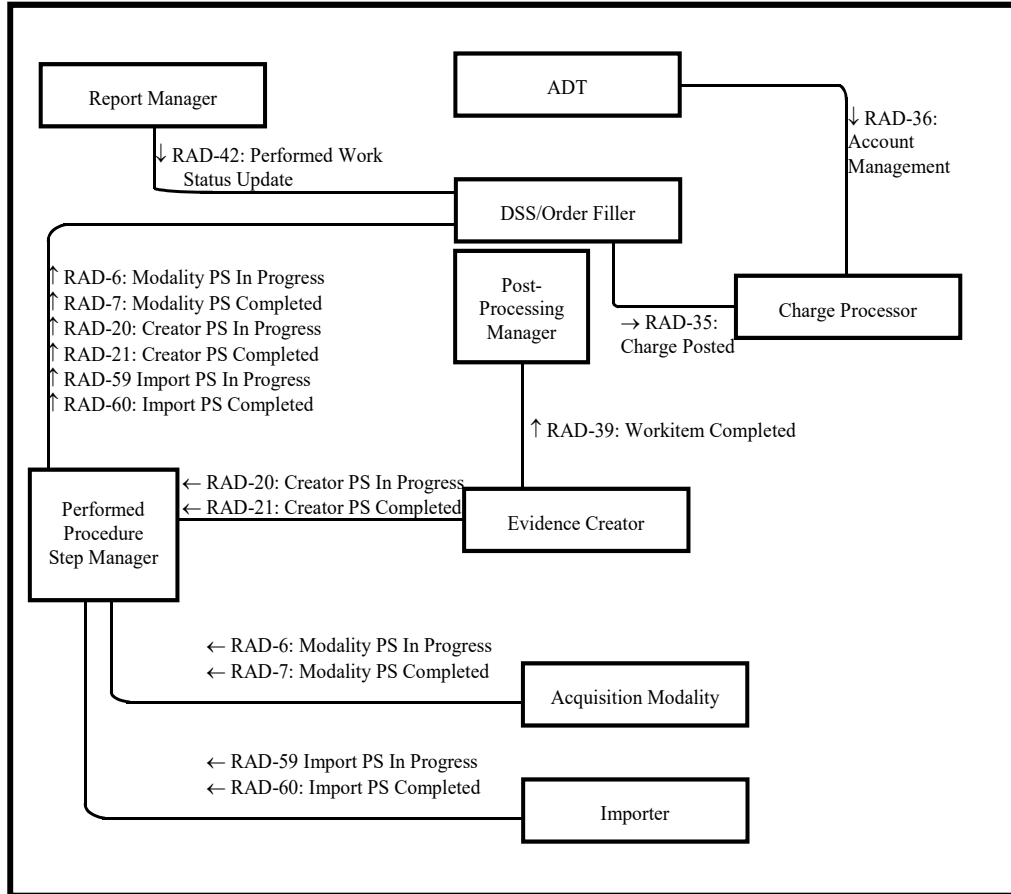 ADT
Report Manager
↓ RAD-36:
Account
Management
↓ RAD-42: Performed Work
Status Update
DSS/Order Filler
↑ RAD-6: Modality PS In Progress
↑ RAD-7: Modality PS Completed
↑ RAD-20: Creator PS In Progress
↑ RAD-21: Creator PS Completed
↑ RAD-59 Import PS In Progress
↑ RAD-60: Import PS Completed
Post-
Processing
Manager
Charge Processor
→ RAD-35:
Charge Posted
↑ RAD-39: Workitem Completed
← RAD-20: Creator PS In Progress
← RAD-21: Creator PS Completed
Performed
Procedure
Step Manager
Evidence Creator
← RAD-6: Modality PS In Progress
← RAD-7: Modality PS Completed
Acquisition Modality
← RAD-59 Import PS In Progress
← RAD-60: Import PS Completed
Importer